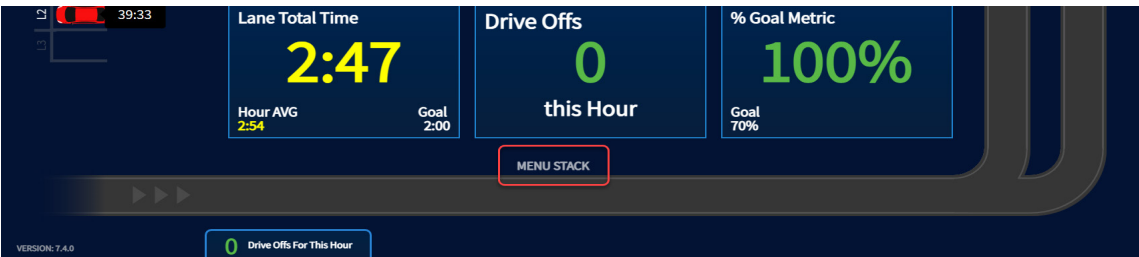 L2
39:33
L3
Lane Total Time
2:47
Hour AVG
2:54
Goal
2:00
Drive Offs
0
this Hour
% Goal Metric
100%
Goal
70%
MENU STACK
VERSION: 7.4.0
0 Drive Offs For This Hour